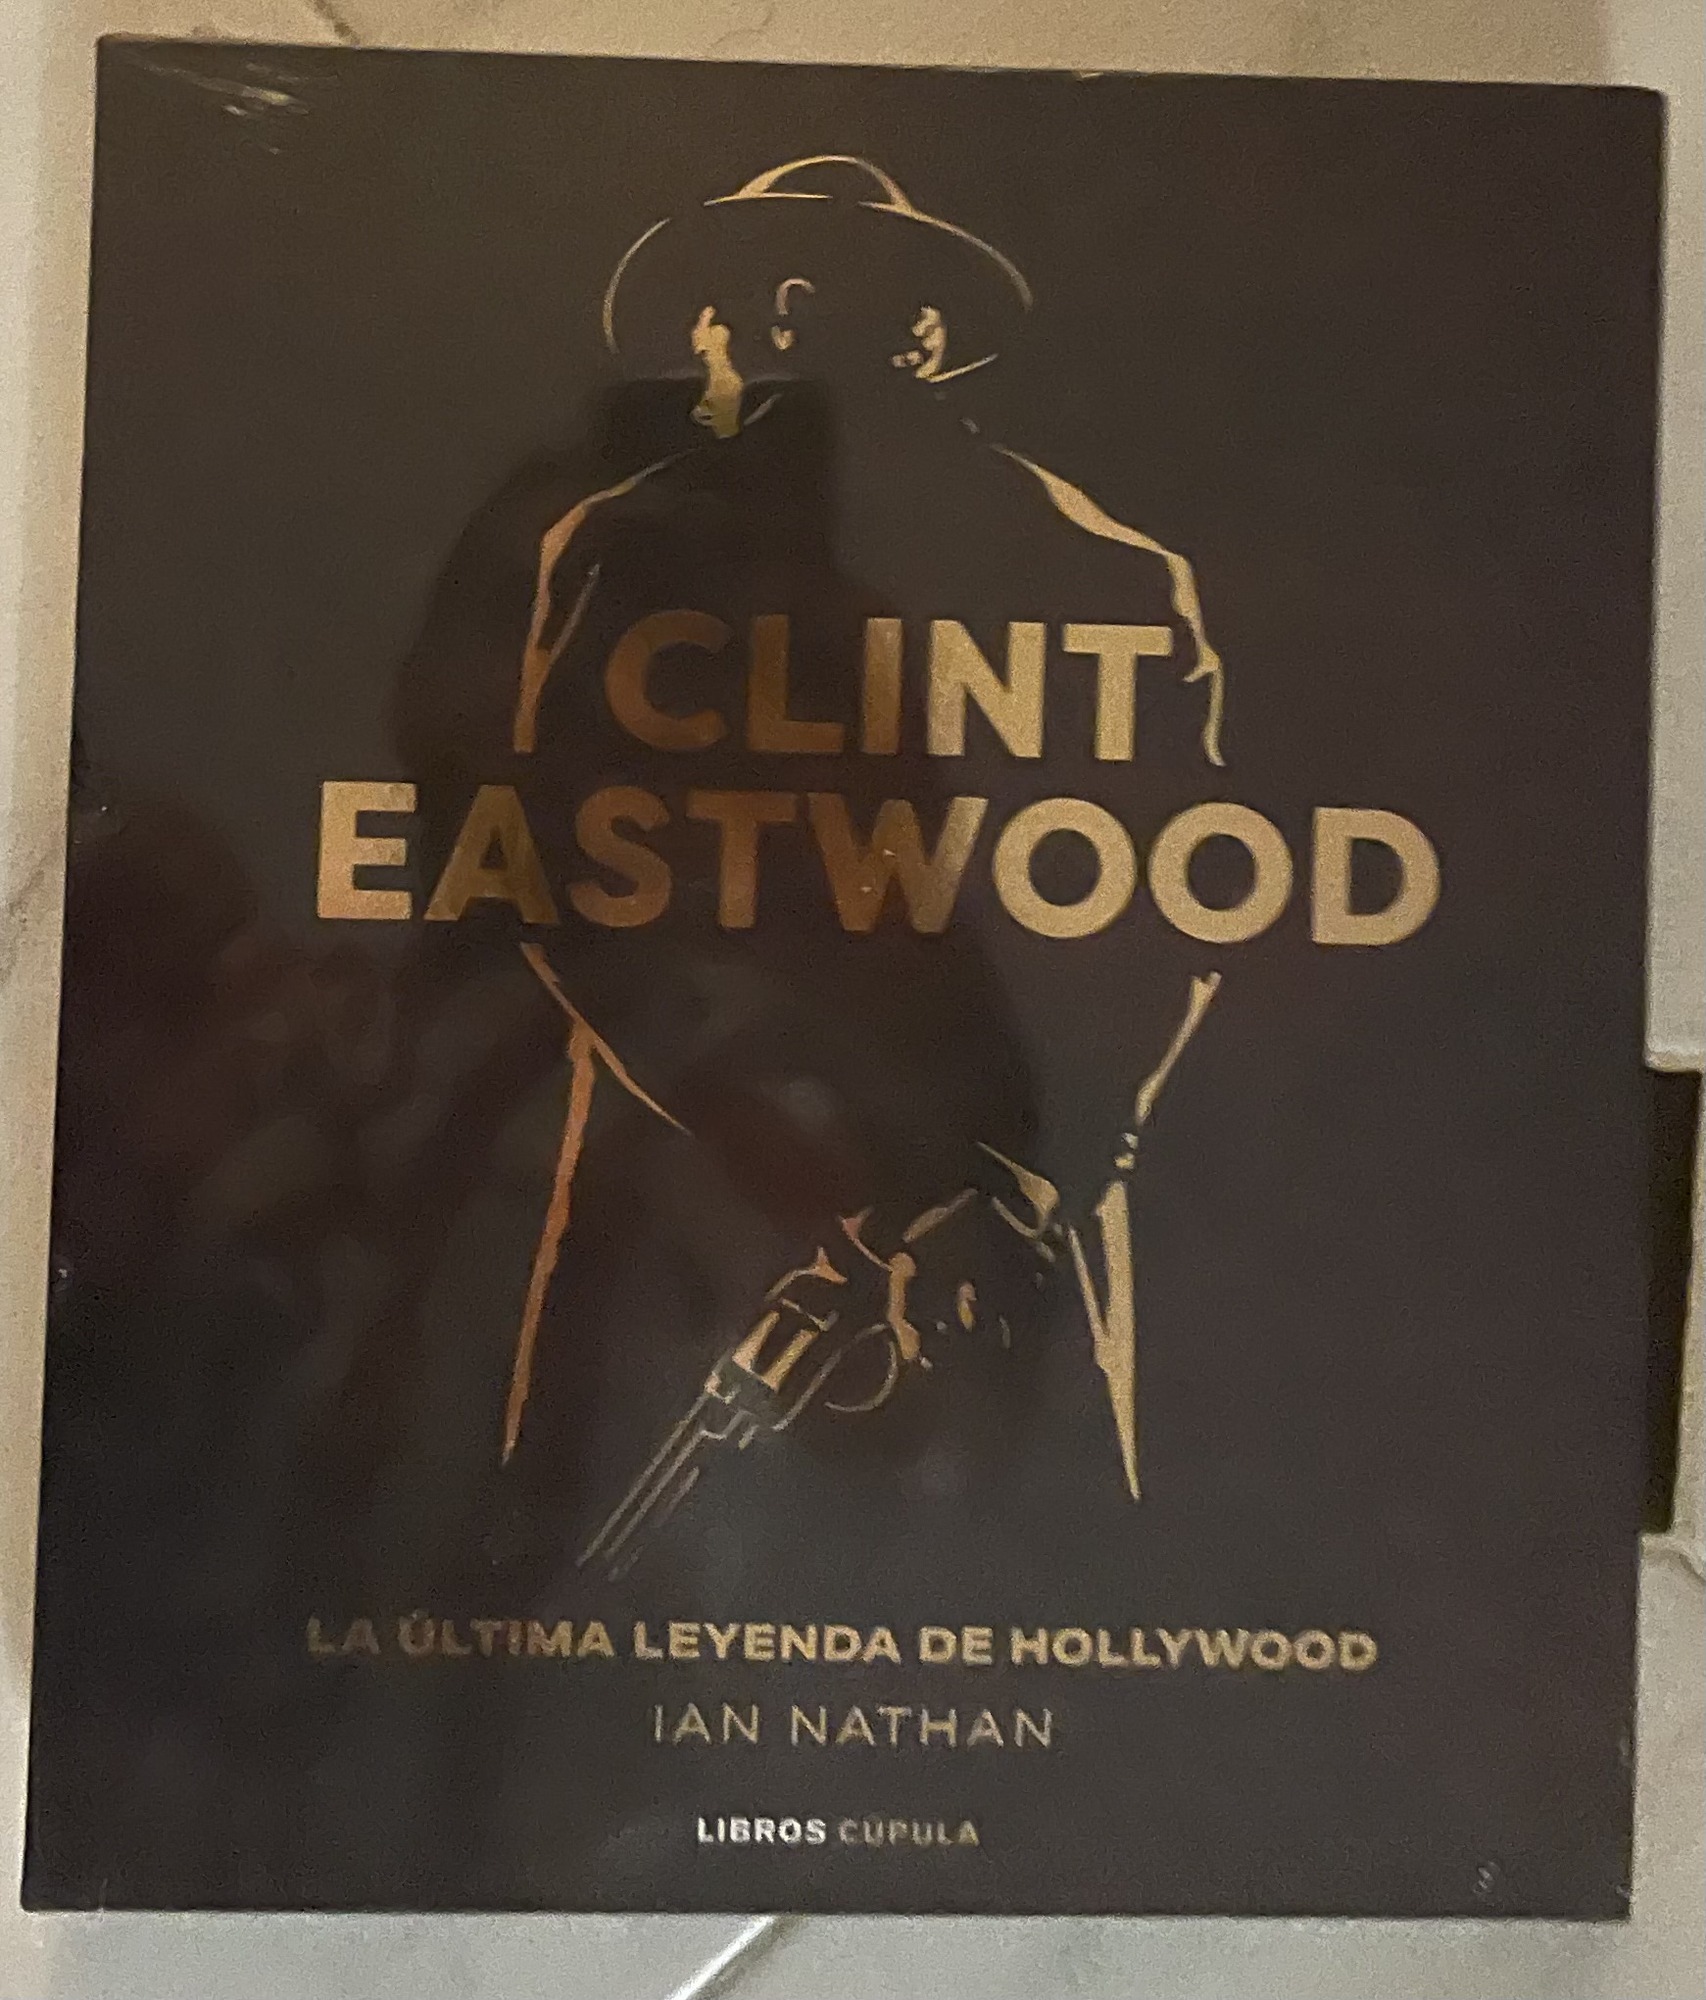 CLINT
EASTWOOD
LA ÚLTIMA LEYENDA DE HOLLYWOOD
IAN NATHAN
LIBROS CÚPULA